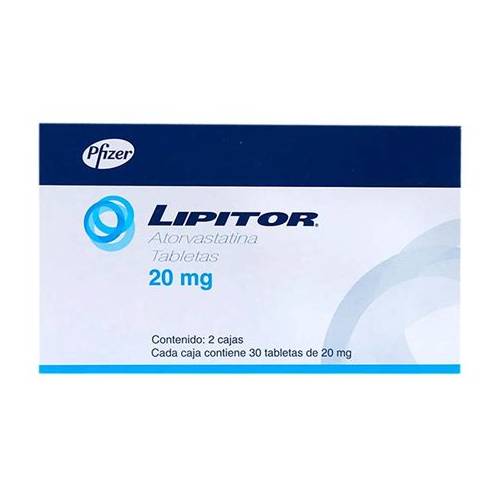 Pfizer
LIPITOR®
Atorvastatina
Tabletas
20 mg
Contenido: 2 cajas
Cada caja contiene 30 tabletas de 20 mg